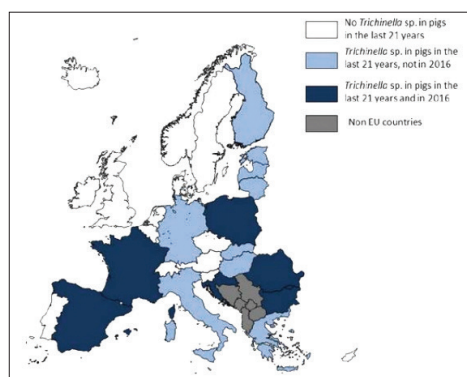 No Trichinella sp. in pigs
in the last 21 years
Trichinella sp. in pigs in the
last 21 years, not in 2016
Trichinella sp. in pigs in the
last 21 years and in 2016
Non EU countries